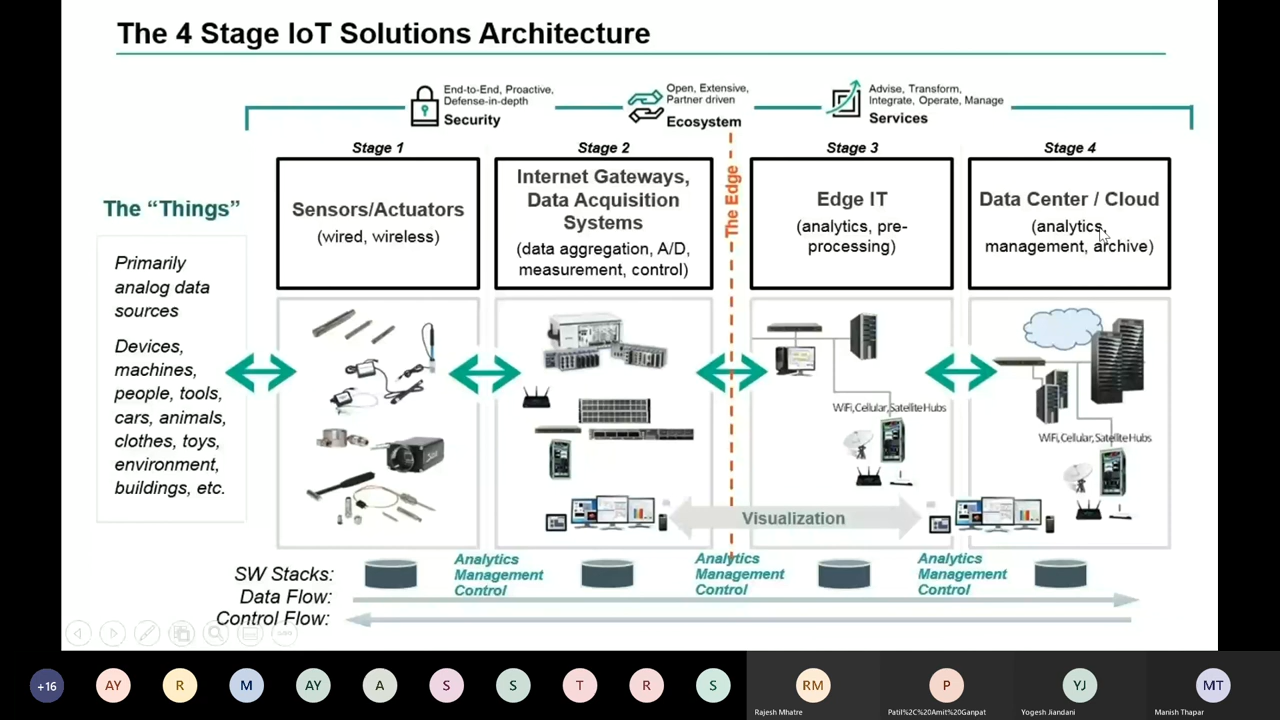 The 4 Stage IoT Solutions Architecture
End-to-End, Proactive,
Defense-in-depth
Security
Open, Extensive,
Partner driven
Ecosystem
Advise, Transform,
Integrate, Operate, Manage
Services
The "Things"
Primarily
analog data
sources
Devices,
machines,
people, tools,
cars, animals,
clothes, toys,
environment,
buildings, etc.
Stage 1
Sensors/Actuators
(wired, wireless)
Stage 2
Internet Gateways,
Data Acquisition
Systems
(data aggregation, A/D,
measurement, control)
The Edge
Stage 3
Edge IT
(analytics, pre-
processing)
WiFi,Cellular,Satellite Hubs
Stage 4
Data Center / Cloud
(analytics,
management, archive)
WiFi,Cellular,Satellite Hubs
Visualization
SW Stacks:
Data Flow:
Control Flow:
Analytics
Management
Control
Analytics
Management
Control
Analytics
Management
Control
+16
AY
R
M
AY
A
S
S
T
R
S
RM
Rajesh Mhatre
P
Patil%2C%20Amit%20Ganpat
YJ
Yogesh Jiandani
MT
Manish Thapar